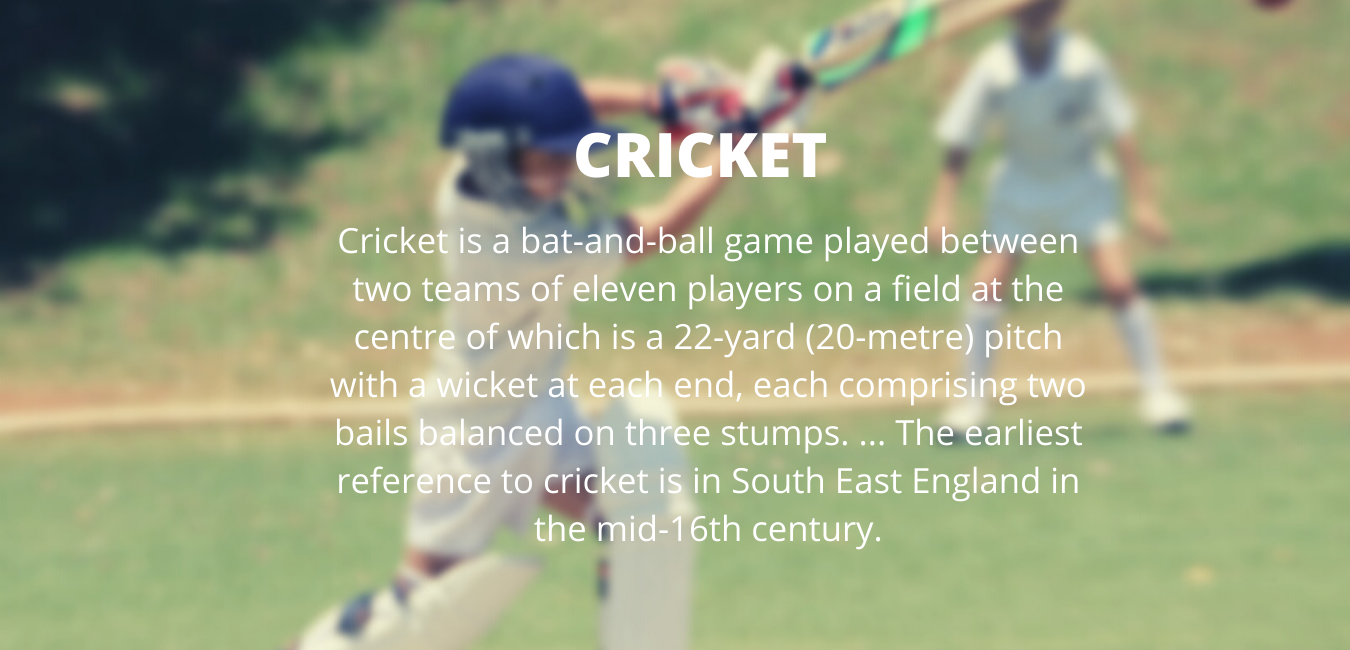 CRICKET
Cricket is a bat-and-ball game played between
two teams of eleven players on a field at the
centre of which is a 22-yard (20-metre) pitch
with a wicket at each end, each comprising two
bails balanced on three stumps. ... The earliest
reference to cricket is in South East England in
the mid-16th century.